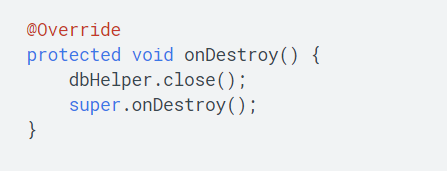 @Override
protected void onDestroy() {
    dbHelper.close();
    super.onDestroy();
}